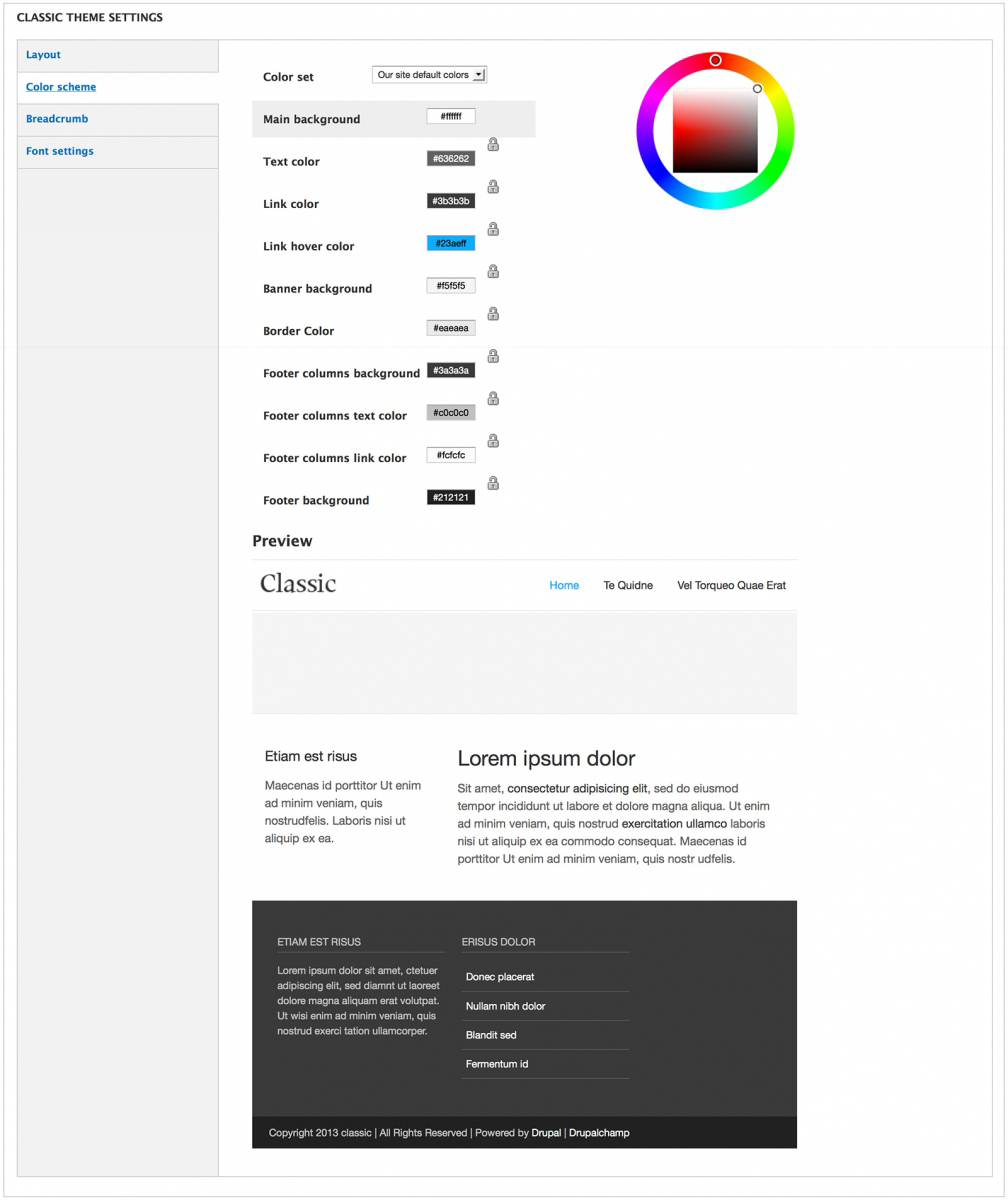 CLASSIC THEME SETTINGS
Layout
Color scheme
Breadcrumb
Font settings
Color set Our site default colors
Main background #ffffff
Text color #636262
Link color #3b3b3b
Link hover color #23aeff
Banner background #f5f5f5
Border Color #eaeaea
Footer columns background #3a3a3a
Footer columns text color #c0c0c0
Footer columns link color #fcfcfc
Footer background #212121
Preview
Classic
Home Te Quidne Vel Torqueo Quae Erat
Etiam est risus
Maecenas id porttitor Ut enim
ad minim veniam, quis
nostrudfelis. Laboris nisi ut
aliquip ex ea.
Lorem ipsum dolor
Sit amet, consectetur adipisicing elit, sed do eiusmod
tempor incididunt ut labore et dolore magna aliqua. Ut enim
ad minim veniam, quis nostrud exercitation ullamco laboris
nisi ut aliquip ex ea commodo consequat. Maecenas id
porttitor Ut enim ad minim veniam, quis nostr udfelis.
ETIAM EST RISUS
Lorem ipsum dolor sit amet, ctetuer
adipiscing elit, sed diamnt ut laoreet
dolore magna aliquam erat volutpat.
Ut wisi enim ad minim veniam, quis
nostrud exerci tation ullamcorper.
ERISUS DOLOR
Donec placerat
Nullam nibh dolor
Blandit sed
Fermentum id
Copyright 2013 classic | All Rights Reserved | Powered by Drupal | Drupalchamp